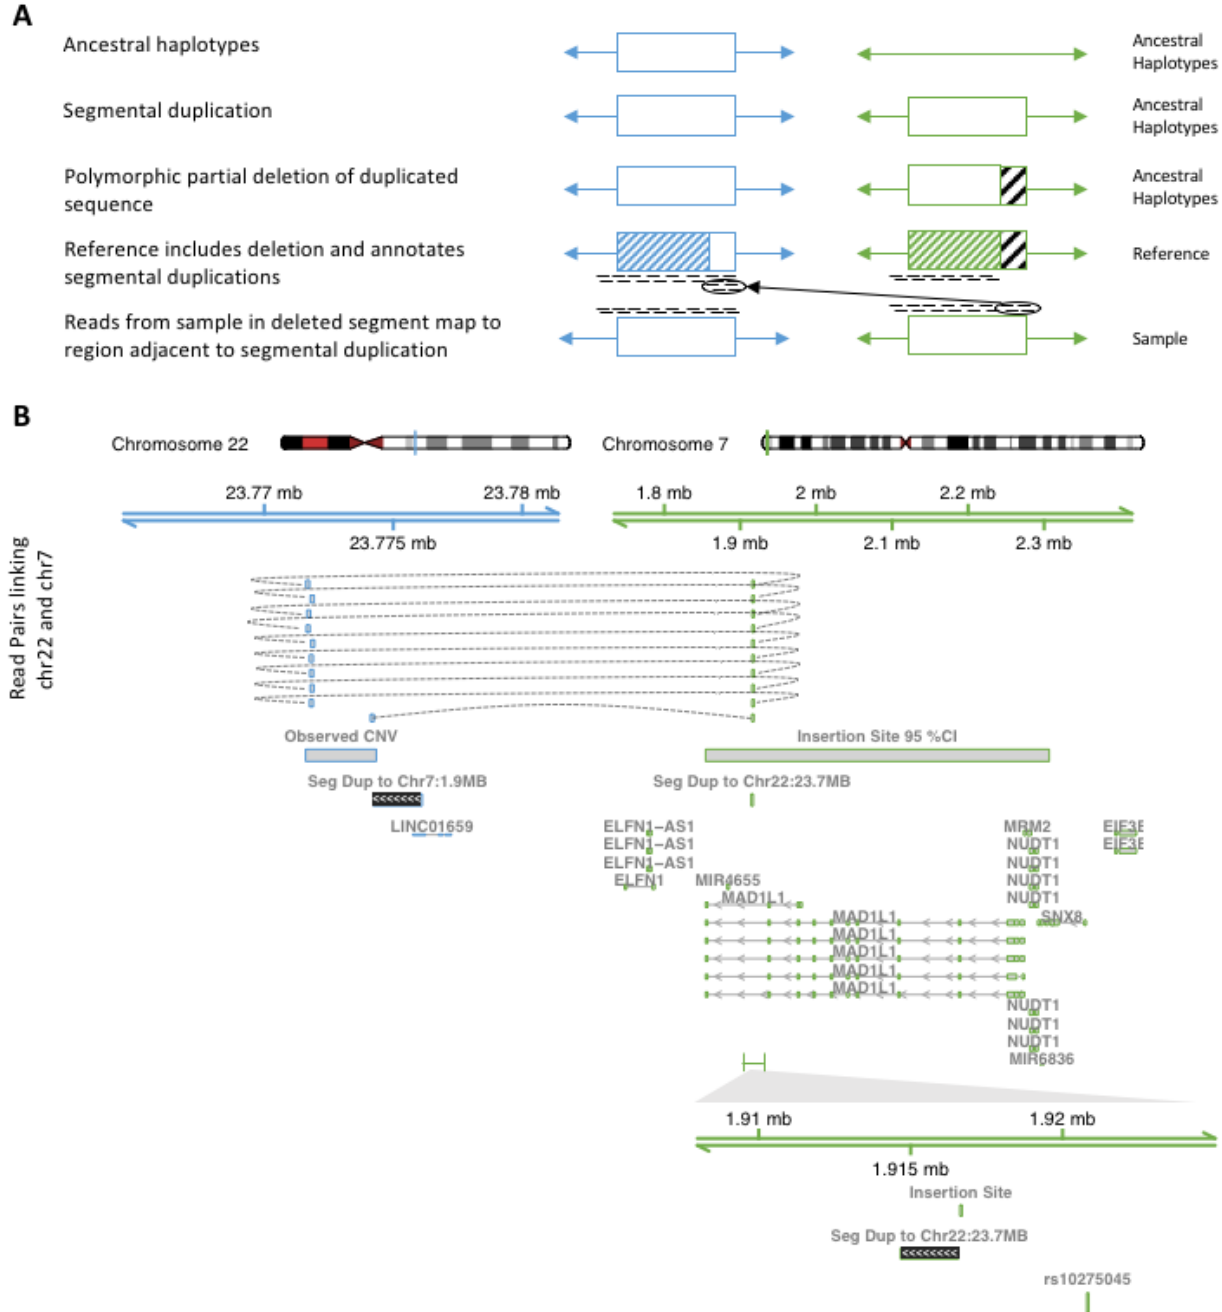 A
Ancestral haplotypes
Ancestral
Haplotypes
Segmental duplication
Ancestral
Haplotypes
Polymorphic partial deletion of duplicated
sequence
Ancestral
Haplotypes
Reference includes deletion and annotates
segmental duplications
Reference
Reads from sample in deleted segment map to
region adjacent to segmental duplication
Sample
B
Chromosome 22
Chromosome 7
23.77 mb
23.78 mb
1.8 mb
2 mb
2.2 mb
23.775 mb
1.9 mb
2.1 mb
2.3 mb
Read Pairs linking
chr22 and chr7
Observed CNV
Insertion Site 95 %CI
Seg Dup to Chr7:1.9MB
Seg Dup to Chr22:23.7MB
LINC01659
ELFN1-AS1
MRM2
EIF3E
ELFN1-AS1
NUDT1
EIF3E
ELFN1-AS1
NUDT1
ELFN1
MIR4655
NUDT1
MAD1L1
NUDT1
MAD1L1
SNX8
MAD1L1
MAD1L1
MAD1L1
MAD1L1
NUDT1
NUDT1
NUDT1
MIR6836
1.91 mb
1.92 mb
1.915 mb
Insertion Site
Seg Dup to Chr22:23.7MB
rs10275045